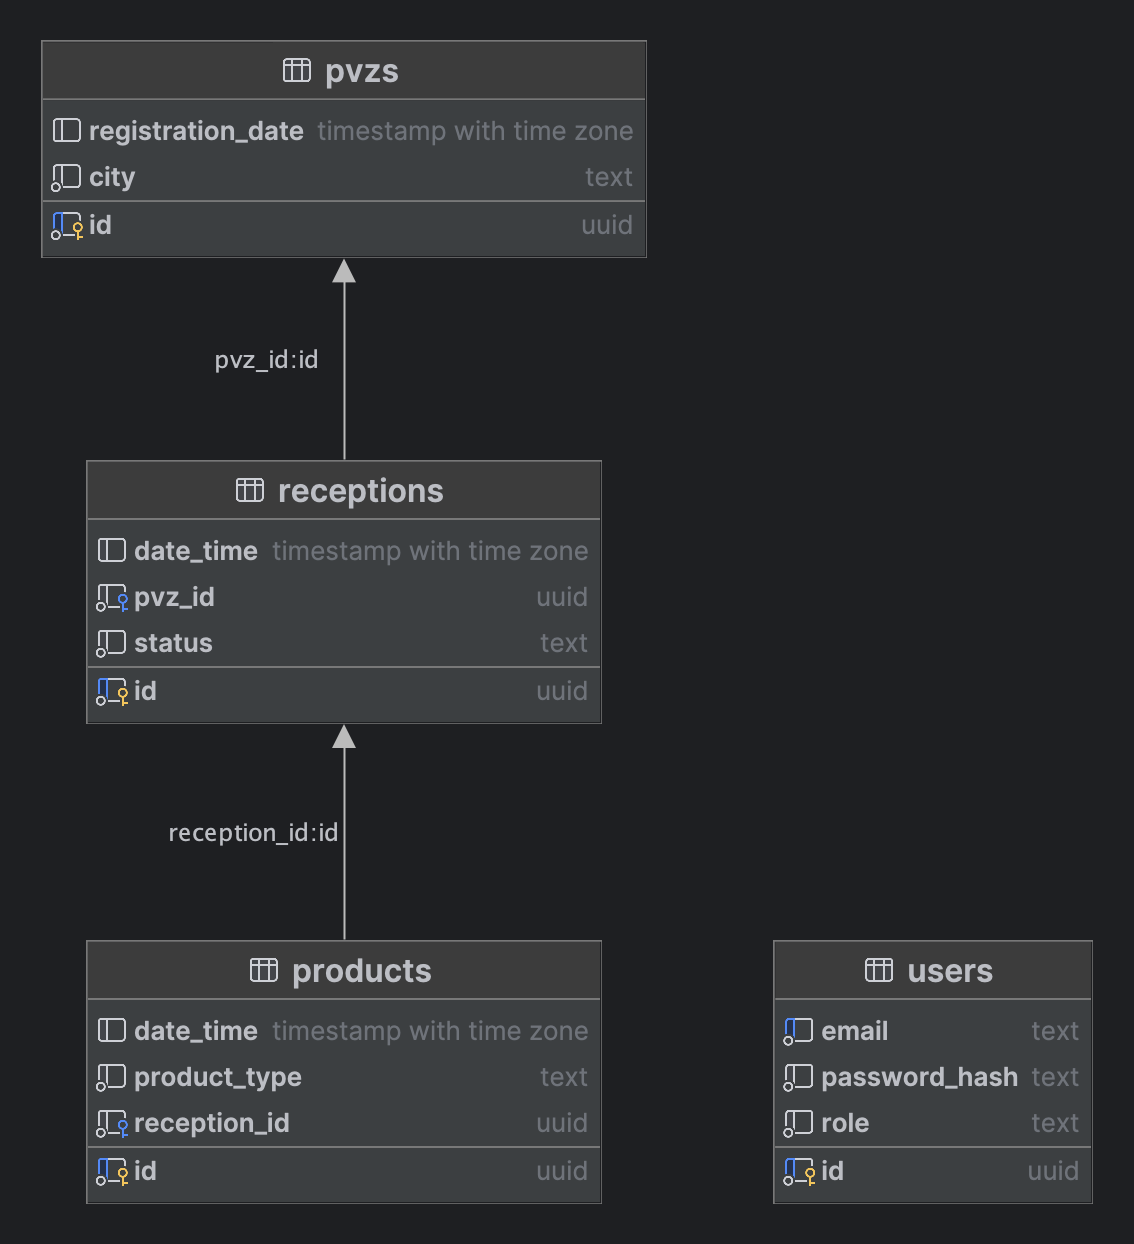 pvzs
registration_date timestamp with time zone
city text
id uuid
pvz_id:id
receptions
date_time timestamp with time zone
pvz_id uuid
status text
id uuid
reception_id:id
products
date_time timestamp with time zone
product_type text
reception_id uuid
id uuid
users
email text
password_hash text
role text
id uuid